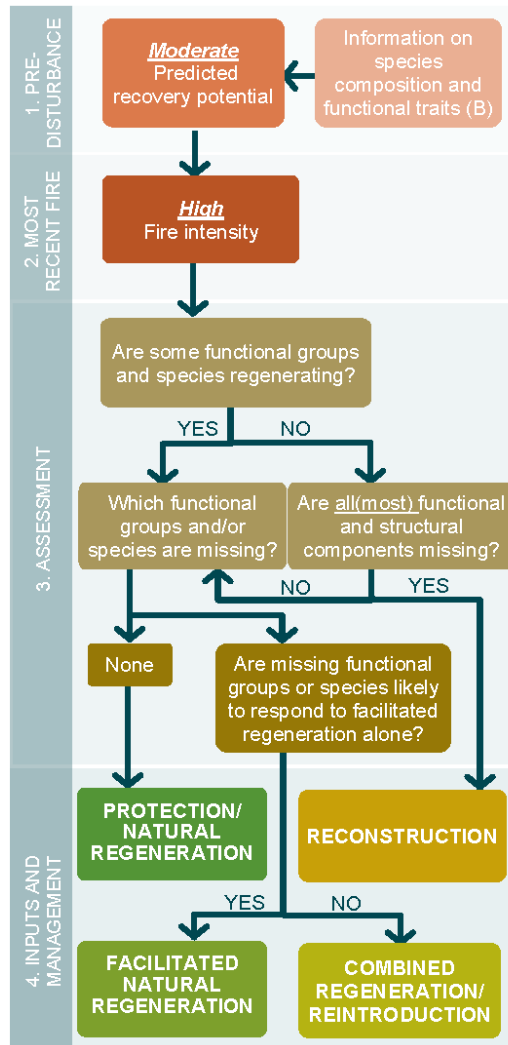 1. PRE-
DISTURBANCE
Moderate
Predicted
recovery potential
Information on
species
composition and
functional traits (B)
2. MOST
RECENT FIRE
High
Fire intensity
3. ASSESSMENT
Are some functional groups
and species regenerating?
YES
NO
Which functional
groups and/or
species are missing?
Are all(most) functional
and structural
components missing?
NO
YES
None
Are missing functional
groups or species likely
to respond to facilitated
regeneration alone?
4. INPUTS AND
MANAGEMENT
PROTECTION/
NATURAL
REGENERATION
RECONSTRUCTION
YES
NO
FACILITATED
NATURAL
REGENERATION
COMBINED
REGENERATION/
REINTRODUCTION